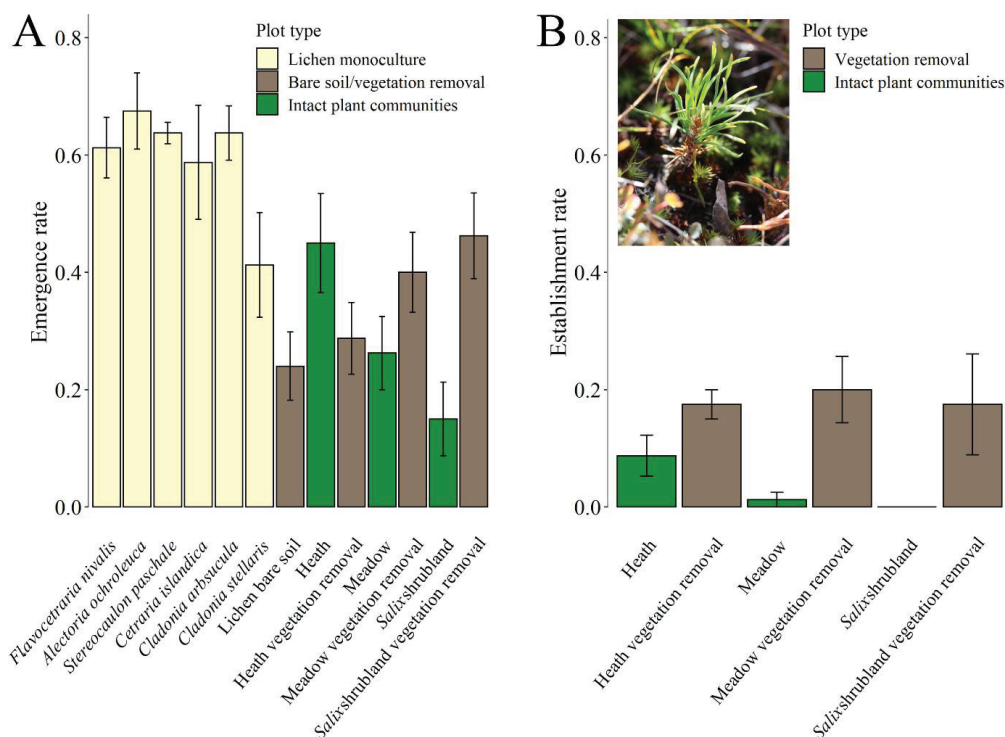 A
Plot type
Lichen monoculture
Bare soil/vegetation removal
Intact plant communities
Emergence rate
0.8
0.6
0.4
0.2
0.0
Flavocetraria nivalis
Alectoria ochroleuca
Stereocaulon paschale
Cetraria islandica
Cladonia arbsucula
Cladonia stellaris
Lichen bare soil
Heath
Heath vegetation removal
Meadow
Meadow vegetation removal
Salix shrubland
Salix shrubland vegetation removal
B
Plot type
Vegetation removal
Intact plant communities
Establishment rate
0.8
0.6
0.4
0.2
0.0
Heath
Heath vegetation removal
Meadow
Meadow vegetation removal
Salix shrubland
Salix shrubland vegetation removal